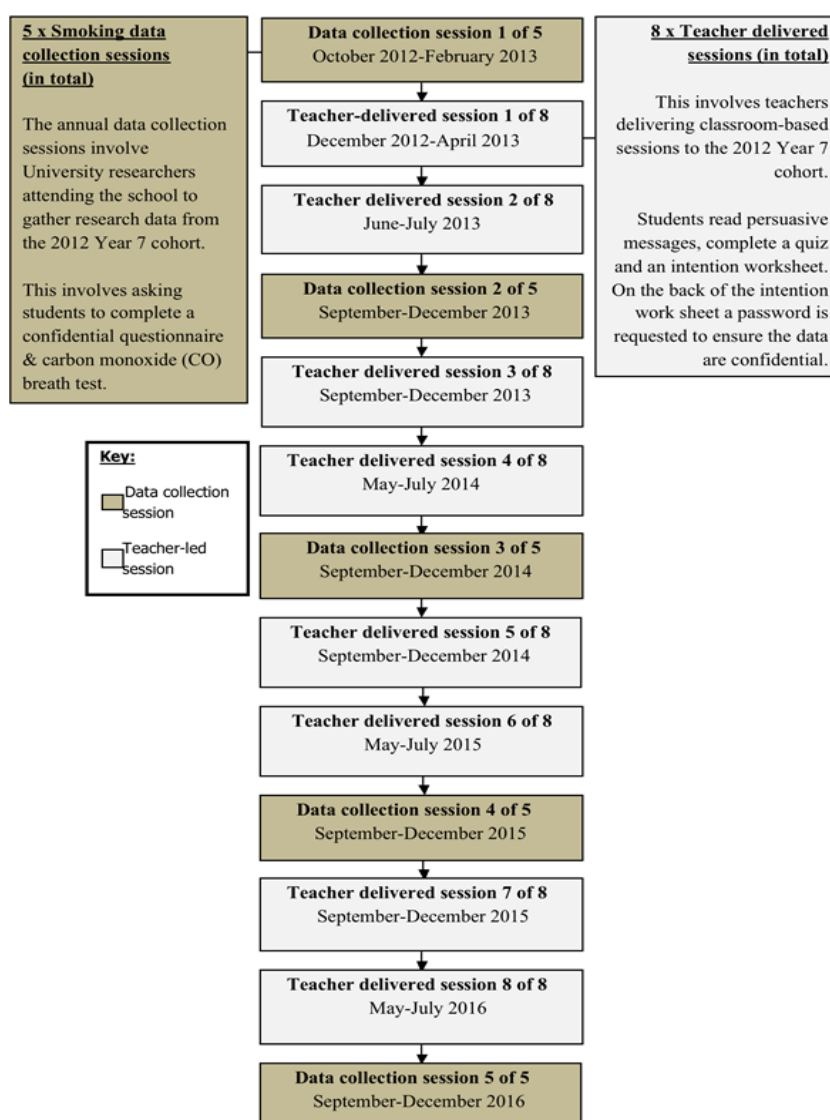 5 x Smoking data
collection sessions
(in total)
The annual data collection
sessions involve
University researchers
attending the school to
gather research data from
the 2012 Year 7 cohort.
This involves asking
students to complete a
confidential questionnaire
& carbon monoxide (CO)
breath test.
Key:
Data collection
session
Teacher-led
session
Data collection session 1 of 5
October 2012-February 2013
Teacher-delivered session 1 of 8
December 2012-April 2013
Teacher delivered session 2 of 8
June-July 2013
Data collection session 2 of 5
September-December 2013
Teacher delivered session 3 of 8
September-December 2013
Teacher delivered session 4 of 8
May-July 2014
Data collection session 3 of 5
September-December 2014
Teacher delivered session 5 of 8
September-December 2014
Teacher delivered session 6 of 8
May-July 2015
Data collection session 4 of 5
September-December 2015
Teacher delivered session 7 of 8
September-December 2015
Teacher delivered session 8 of 8
May-July 2016
Data collection session 5 of 5
September-December 2016
8 x Teacher delivered
sessions (in total)
This involves teachers
delivering classroom-based
sessions to the 2012 Year 7
cohort.
Students read persuasive
messages, complete a quiz
and an intention worksheet.
On the back of the intention
work sheet a password is
requested to ensure the data
are confidential.